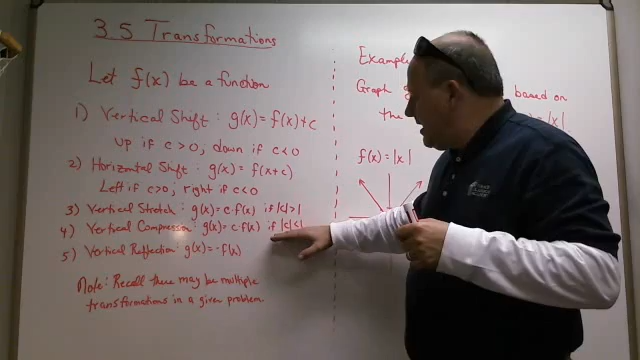 3.5 Transformations
Let f(x) be a function
1) Vertical Shift: g(x) = f(x)+c
up if c>0; down if c<0
2) Horizontal Shift: g(x) = f(x+c)
Left if c>0; right if c<0
3) Vertical Stretch: g(x)= c·f(x) if |c|>1
4) Vertical Compression: g(x)= c·f(x) if |c|<1
5) Vertical Reflection: g(x)= -f(x)
Note: Recall there may be multiple
transformations in a given problem.
Example
Graph based on
the = |x|.
f(x) = |x|